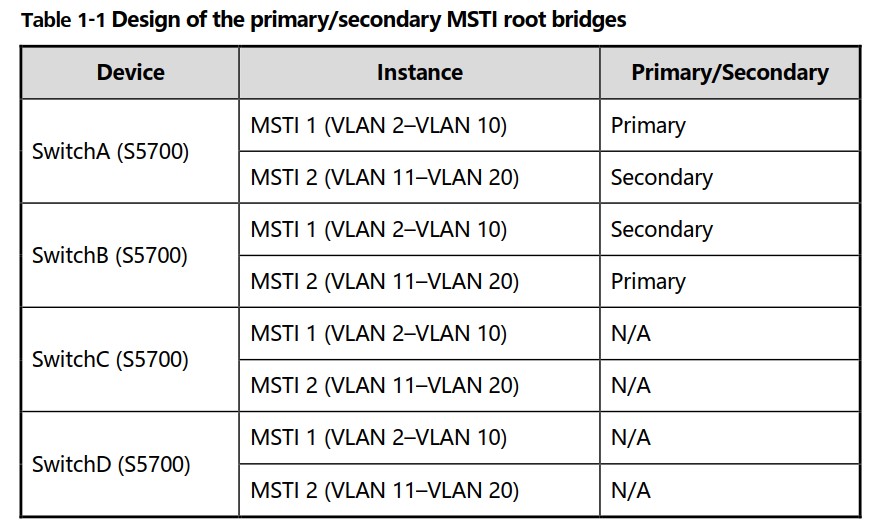 Table 1-1 Design of the primary/secondary MSTI root bridges
Device Instance Primary/Secondary
SwitchA (S5700)
MSTI 1 (VLAN 2–VLAN 10) Primary
MSTI 2 (VLAN 11–VLAN 20) Secondary
SwitchB (S5700)
MSTI 1 (VLAN 2–VLAN 10) Secondary
MSTI 2 (VLAN 11–VLAN 20) Primary
SwitchC (S5700)
MSTI 1 (VLAN 2–VLAN 10) N/A
MSTI 2 (VLAN 11–VLAN 20) N/A
SwitchD (S5700)
MSTI 1 (VLAN 2–VLAN 10) N/A
MSTI 2 (VLAN 11–VLAN 20) N/A